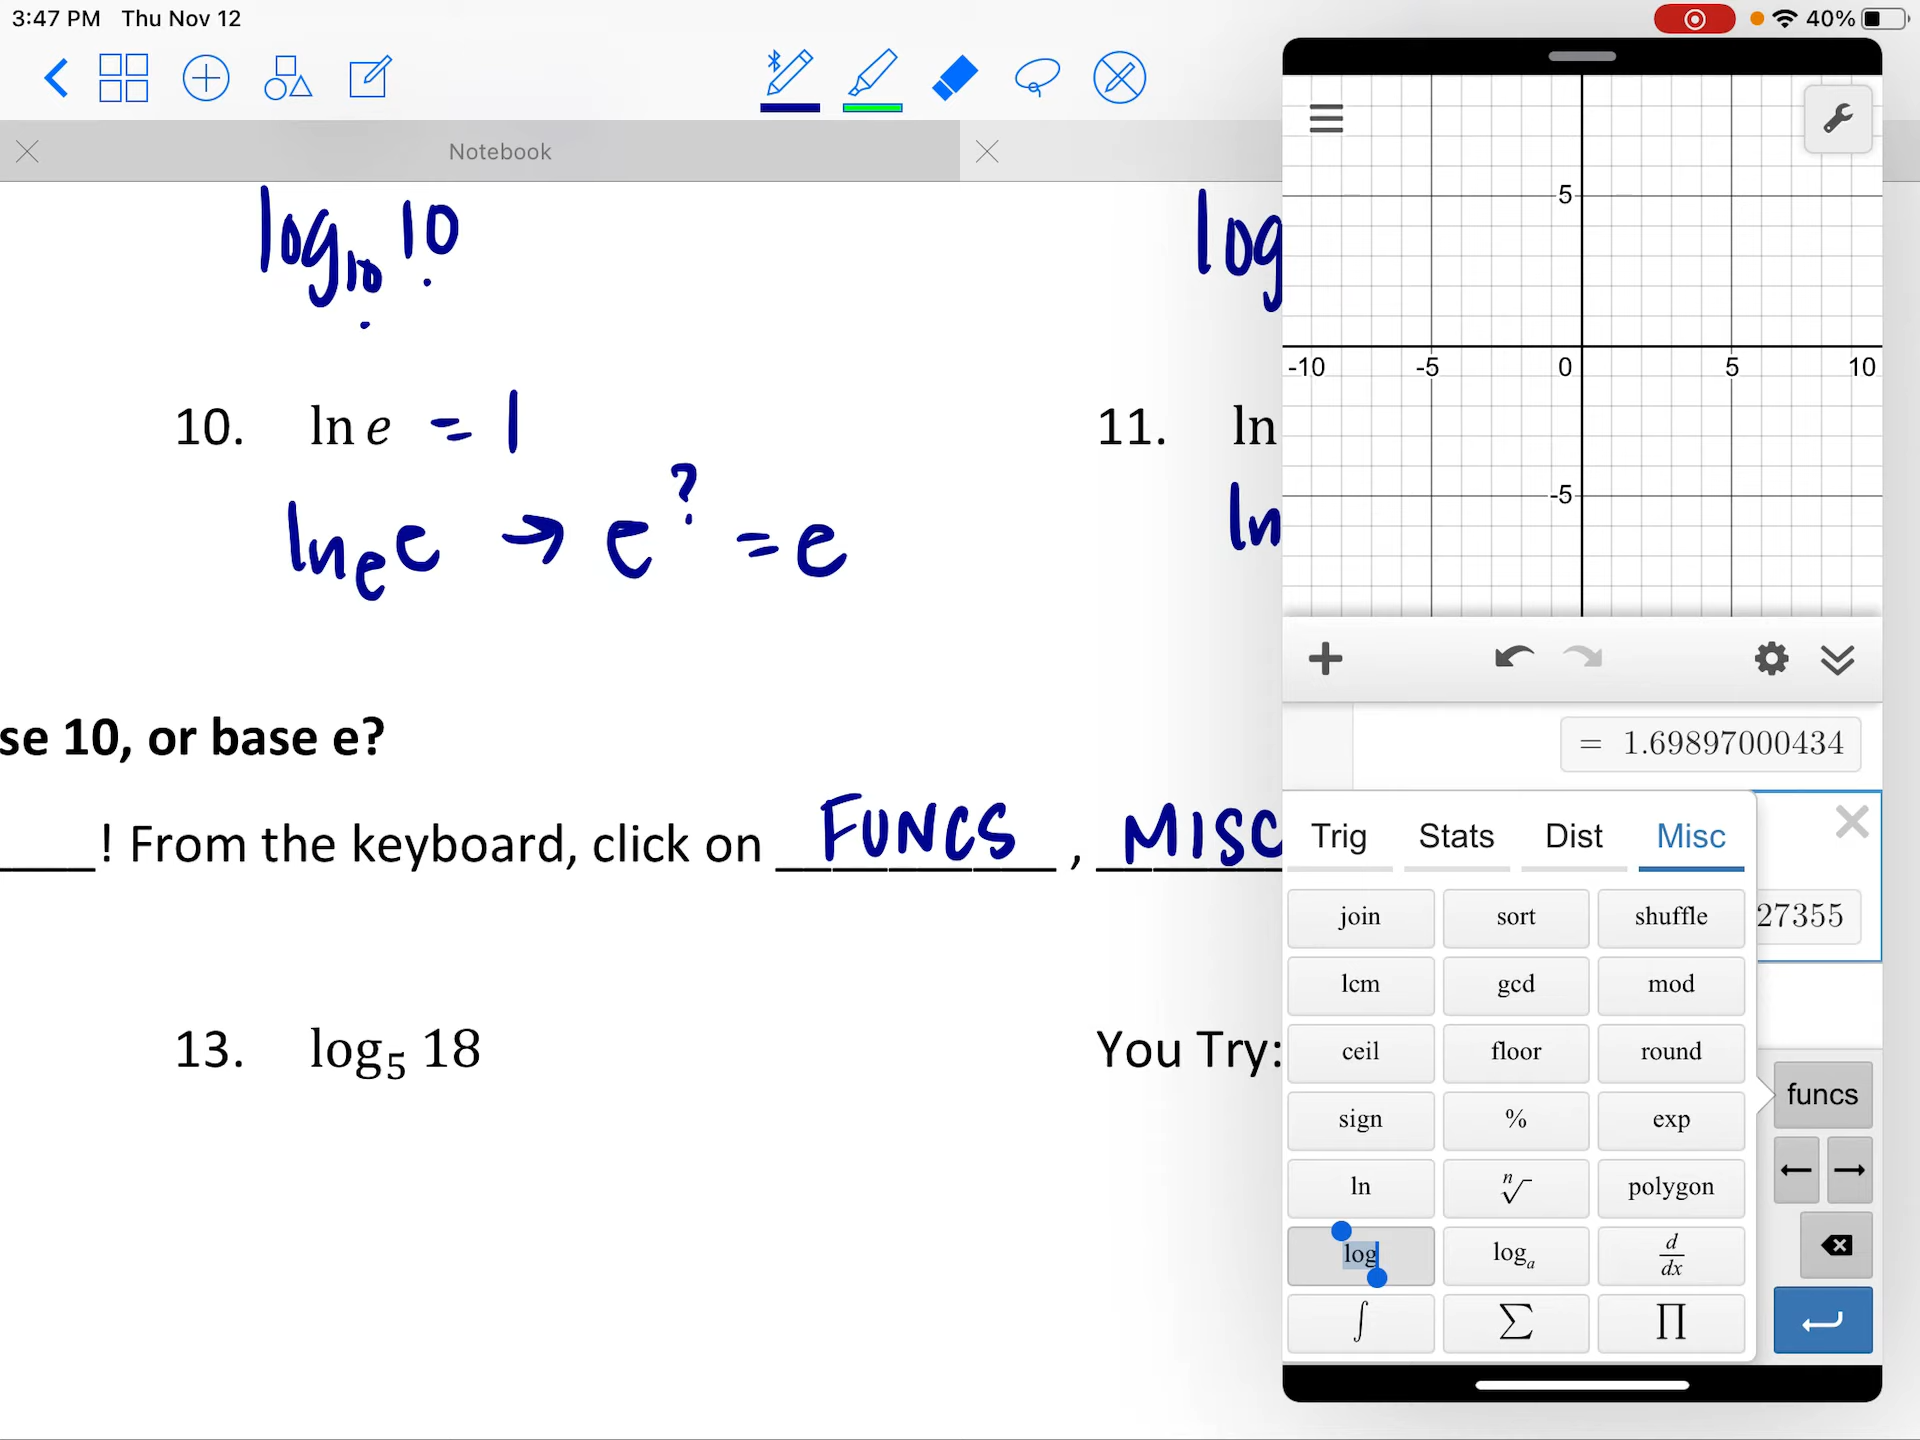 3:47 PM Thu Nov 12
40%
Notebook
log₁₀ 10
log
10. ln e = 1
11. ln
lnₑ e → e^? = e
ln
se 10, or base e?
____! From the keyboard, click on FUNCS, MISC
13. log₅ 18
You Try:
5
-10 -5 0 5 10
-5
= 1.69897000434
27355
Trig Stats Dist Misc
join sort shuffle
lcm gcd mod
ceil floor round
sign % exp
ln ⁿ√ polygon
log logₐ d/dx
∫ ∑ ∏
funcs